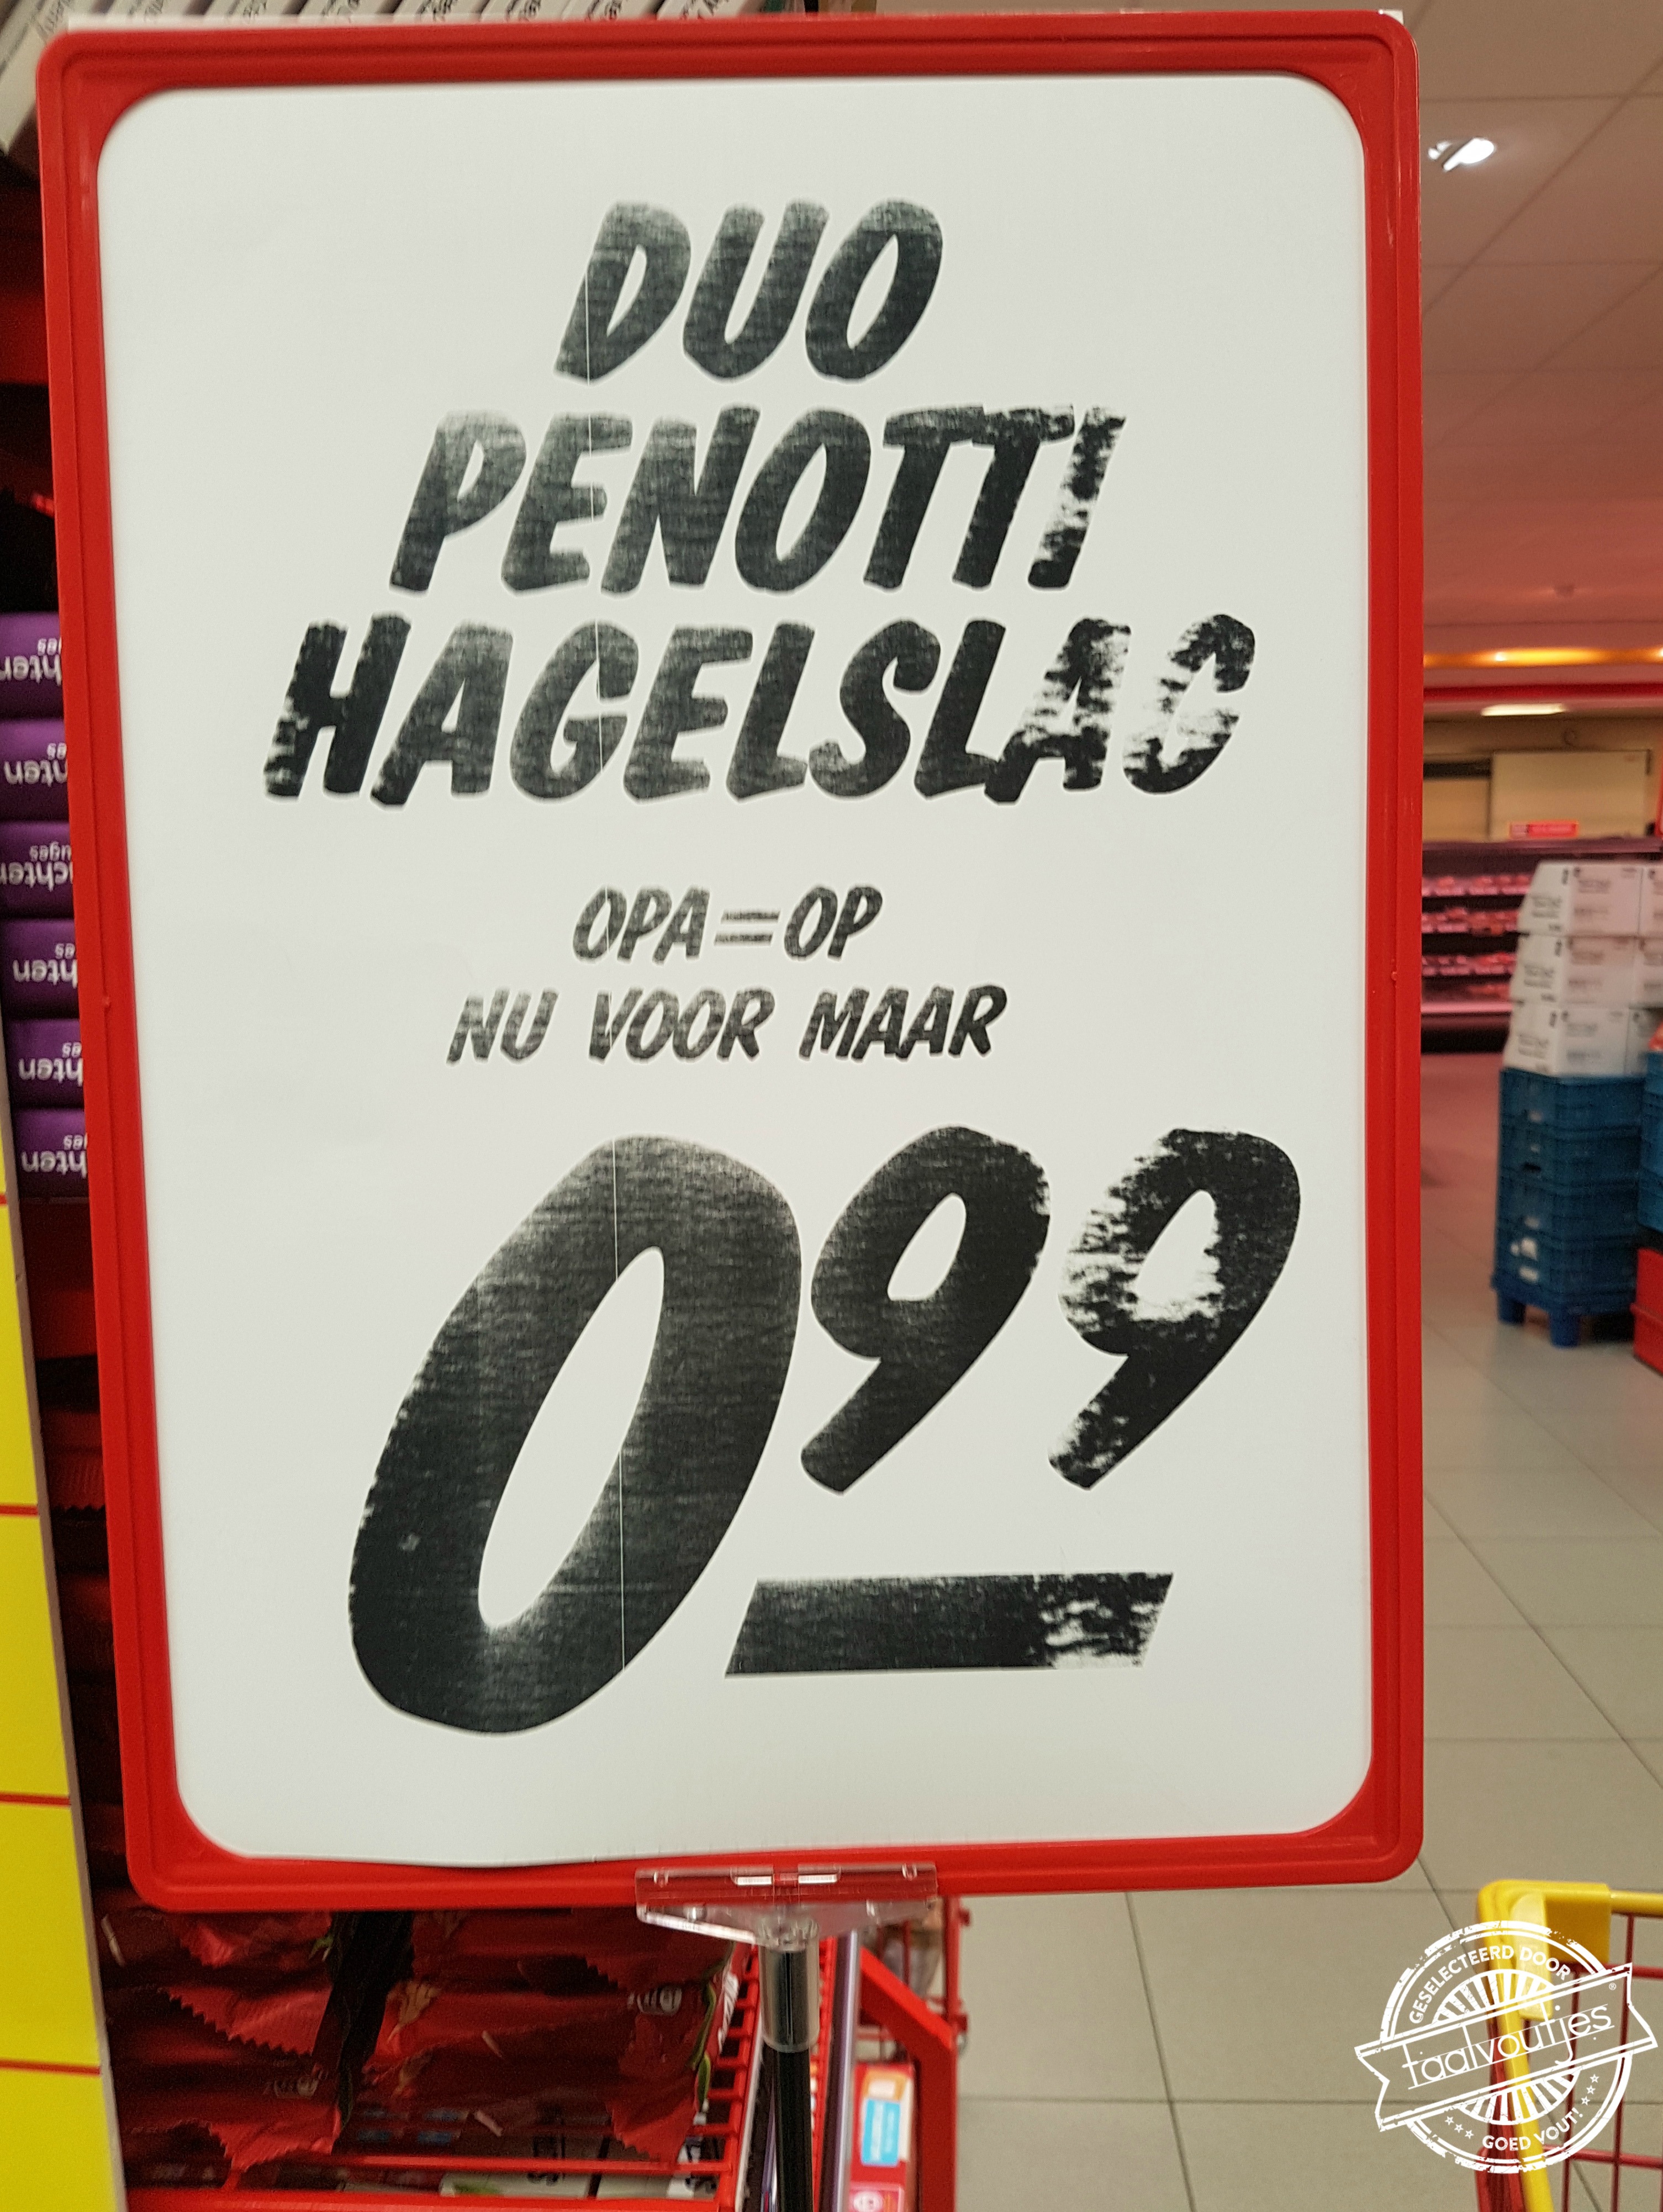 DUO
PENOTTI
HAGELSLAG
OPA=OP
NU VOOR MAAR
0.99
GESELECTEERD DOOR
taalvoutjes
GOED VOUT!